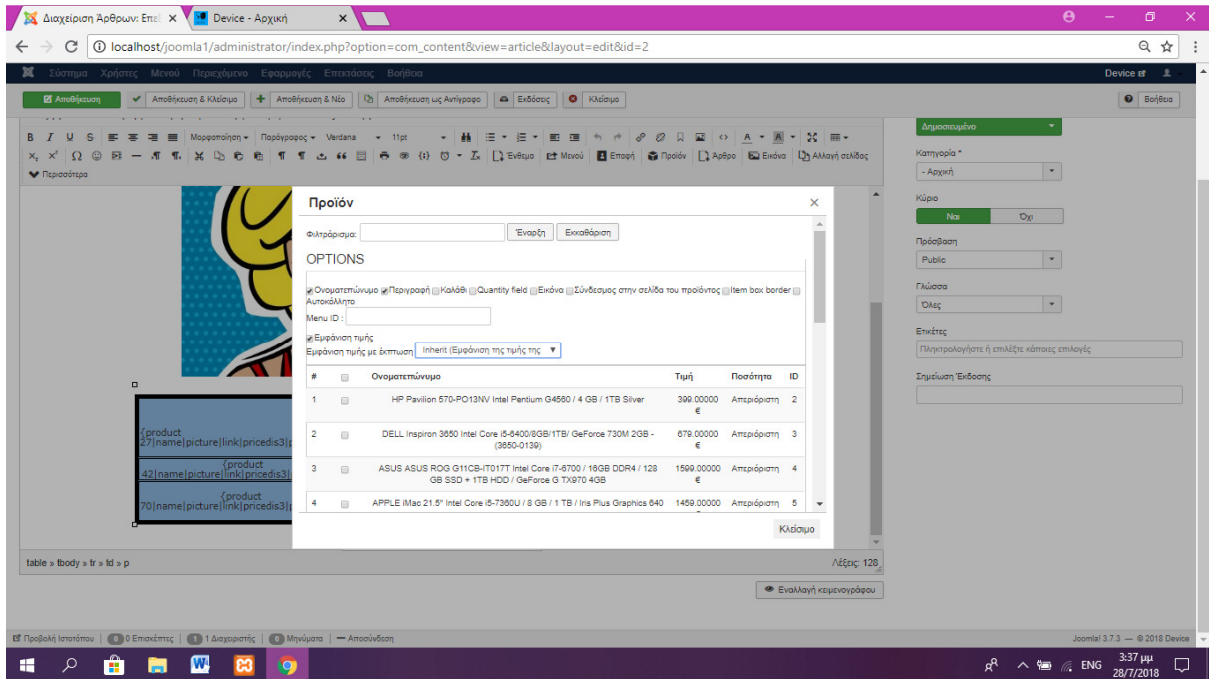 Διαχείριση Άρθρων: Επε
Device - Αρχική
localhost/joomla1/administrator/index.php?option=com_content&view=article&layout=edit&id=2
Σύστημα Χρήστες Μενού Περιεχόμενο Εφαρμογές Επεκτάσεις Βοήθεια
Device
Αποθήκευση
Αποθήκευση & Κλείσιμο
Αποθήκευση & Νέο
Αποθήκευση ως Αντίγραφο
Εκδόσεις
Κλείσιμο
Βοήθεια
B I U S Μορφοποίηση Παράγραφος Verdana 11pt
Ένθεμα Μενού Επαφή Προϊόν Άρθρο Εικόνα Αλλαγή σελίδας
Περισσότερα
Προϊόν
Φιλτράρισμα:
Έναρξη
Εκκαθάριση
OPTIONS
Ονοματεπώνυμο Περιγραφή Καλάθι Quantity field Εικόνα Σύνδεσμος στην σελίδα του προϊόντος Item box border
Αυτοκόλλητο
Menu ID :
Εμφάνιση τιμής
Εμφάνιση τιμής με έκπτωση Inherit (Εμφάνιση της τιμής της
# Ονοματεπώνυμο Τιμή Ποσότητα ID
1 HP Pavilion 570-PO13NV Intel Pentium G4560 / 4 GB / 1TB Silver 399.00000 € Απεριόριστη 2
2 DELL Inspiron 3650 Intel Core i5-6400/8GB/1TB/ GeForce 730M 2GB - (3650-0139) 679.00000 € Απεριόριστη 3
3 ASUS ASUS ROG G11CB-IT017T Intel Core i7-6700 / 16GB DDR4 / 128 GB SSD + 1TB HDD / GeForce G TX970 4GB 1599.00000 € Απεριόριστη 4
4 APPLE iMac 21.5" Intel Core i5-7360U / 8 GB / 1 TB / Iris Plus Graphics 640 1459.00000 Απεριόριστη 5
Κλείσιμο
{product
27|name|picture|link|pricedis3|
{product
42|name|picture|link|pricedis3|
{product
70|name|picture|link|pricedis3|
table » tbody » tr » td » p
Λέξεις: 128
Εναλλαγή κειμενογράφου
Δημοσιευμένο
Κατηγορία *
- Αρχική
Κύριο
Ναι Όχι
Πρόσβαση
Public
Γλώσσα
Όλες
Ετικέτες
Πληκτρολογήστε ή επιλέξτε κάποιες επιλογές
Σημείωση Έκδοσης
Προβολή Ιστοτόπου 0 Επισκέπτες 1 Διαχειριστής 0 Μηνύματα Αποσύνδεση
Joomla! 3.7.3 — © 2018 Device
ENG
3:37 μμ
28/7/2018